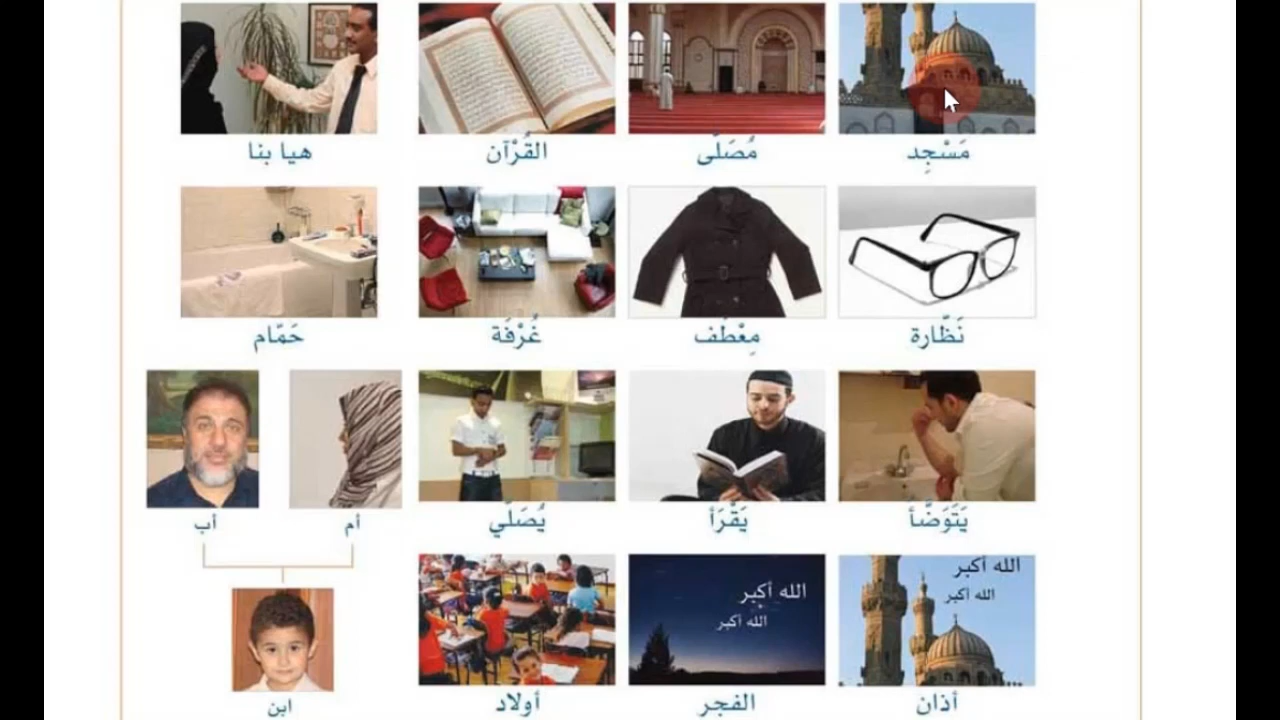 مَسْجِد
مُصَلَّى
القُرْآن
هيا بنا
نَظَّارة
مِعْطَف
غُرْفَة
حَمَّام
يَتَوَضَّأ
يَقْرَأ
يُصَلّي
أم
أب
الله أكبر
الله أكبر
أذان
الله أكبر
الله أكبر
الفجر
أولاد
ابن